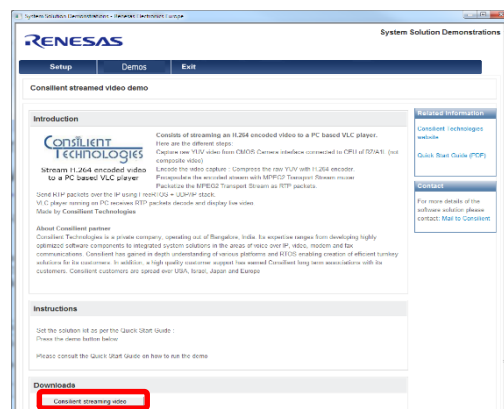 System Solution Demonstrations - Renesas Electronics Europe
RENESAS
System Solution Demonstrations
Setup Demos Exit
Consilient streamed video demo
Introduction
CONSILIENT
TECHNOLOGIES
Stream H.264 encoded video
to a PC based VLC player
Consists of streaming an H.264 encoded video to a PC based VLC player.
Here are the different steps:
Capture raw YUV video from CMOS Camera interface connected to CEU of RZ/A1L (not
composite video)
Encode the video capture : Compress the raw YUV with H.264 encoder.
Encapsulate the encoded stream with MPEG2 Transport Stream muxer
Packetize the MPEG2 Transport Stream as RTP packets.
Send RTP packets over the IP using FreeRTOS + UDP/IP stack.
VLC player running on PC receives RTP packets decode and display live video
Made by Consilient Technologies
About Consilient partner
Consilient Technologies is a private company, operating out of Bangalore, India. Its expertise ranges from developing highly
optimized software components to integrated system solutions in the areas of voice over IP, video, modem and fax
communications. Consilient has gained in depth understanding of various platforms and RTOS enabling creation of efficient turnkey
solutions for its customers. In addition, a high quality customer support has earned Consilient long term associations with its
customers. Consilient customers are spread over USA, Israel, Japan and Europe
Instructions
Set the solution kit as per the Quick Start Guide :
Press the demo button below
Please consult the Quick Start Guide on how to run the demo
Downloads
Consilient streaming video
Related Information
Consilient Technologies
website
Quick Start Guide (PDF)
Contact
For more details of the
software solution please
contact: Mail to Consilient